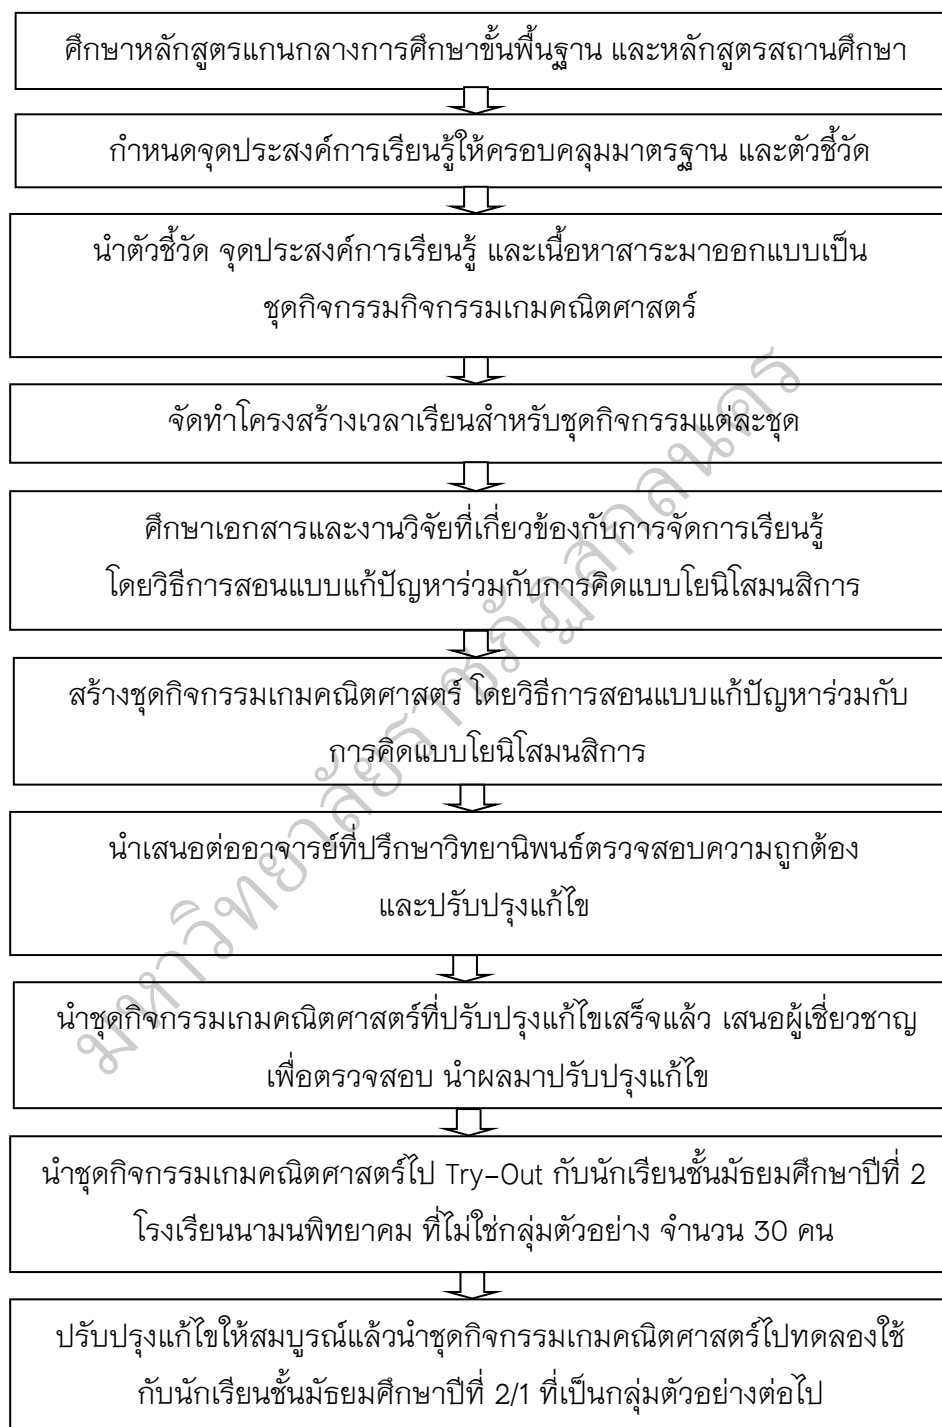 ศึกษาหลักสูตรแกนกลางการศึกษาขั้นพื้นฐาน และหลักสูตรสถานศึกษา
กำหนดจุดประสงค์การเรียนรู้ให้ครอบคลุมมาตรฐาน และตัวชี้วัด
นำตัวชี้วัด จุดประสงค์การเรียนรู้ และเนื้อหาสาระมาออกแบบเป็น
ชุดกิจกรรมกิจกรรมเกมคณิตศาสตร์
จัดทำโครงสร้างเวลาเรียนสำหรับชุดกิจกรรมแต่ละชุด
ศึกษาเอกสารและงานวิจัยที่เกี่ยวข้องกับการจัดการเรียนรู้
โดยวิธีการสอนแบบแก้ปัญหาร่วมกับการคิดแบบโยนิโสมนสิการ
สร้างชุดกิจกรรมเกมคณิตศาสตร์ โดยวิธีการสอนแบบแก้ปัญหาร่วมกับ
การคิดแบบโยนิโสมนสิการ
นำเสนอต่ออาจารย์ที่ปรึกษาวิทยานิพนธ์ตรวจสอบความถูกต้อง
และปรับปรุงแก้ไข
นำชุดกิจกรรมเกมคณิตศาสตร์ที่ปรับปรุงแก้ไขเสร็จแล้ว เสนอผู้เชี่ยวชาญ
เพื่อตรวจสอบ นำผลมาปรับปรุงแก้ไข
นำชุดกิจกรรมเกมคณิตศาสตร์ไป Try-Out กับนักเรียนชั้นมัธยมศึกษาปีที่ 2
โรงเรียนนามนพิทยาคม ที่ไม่ใช่กลุ่มตัวอย่าง จำนวน 30 คน
ปรับปรุงแก้ไขให้สมบูรณ์แล้วนำชุดกิจกรรมเกมคณิตศาสตร์ไปทดลองใช้
กับนักเรียนชั้นมัธยมศึกษาปีที่ 2/1 ที่เป็นกลุ่มตัวอย่างต่อไป
มหาวิทยาลัยราชภัฏสกลนคร